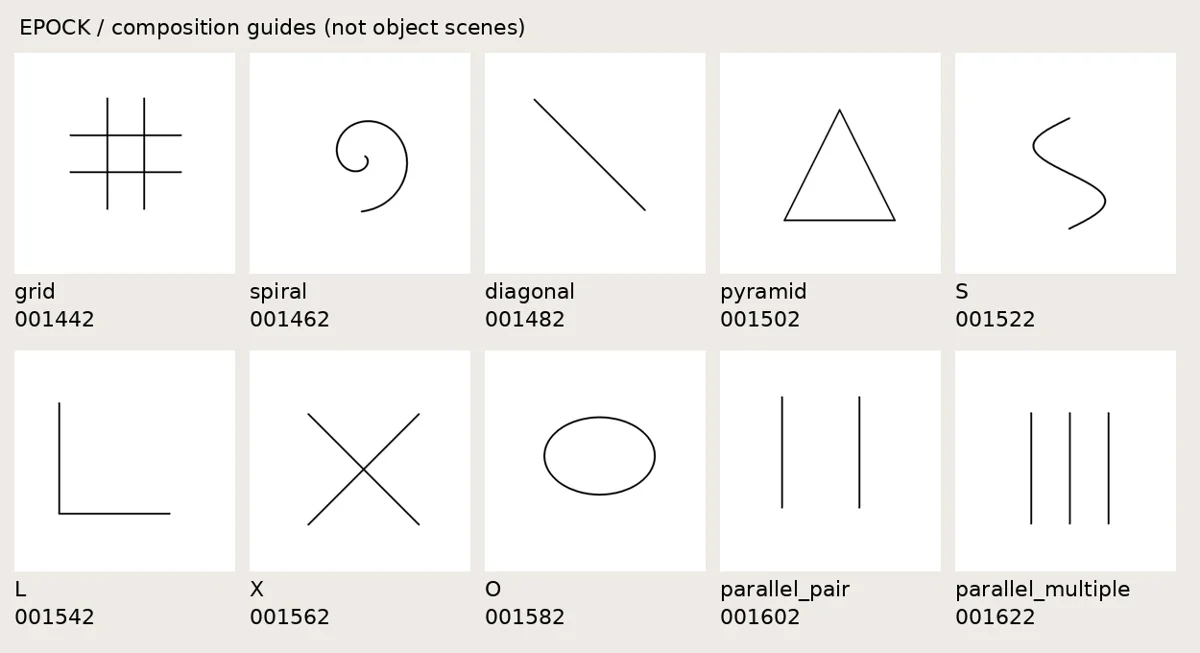 EPOCK / composition guides (not object scenes)
grid
001442
spiral
001462
diagonal
001482
pyramid
001502
S
001522
L
001542
X
001562
O
001582
parallel_pair
001602
parallel_multiple
001622